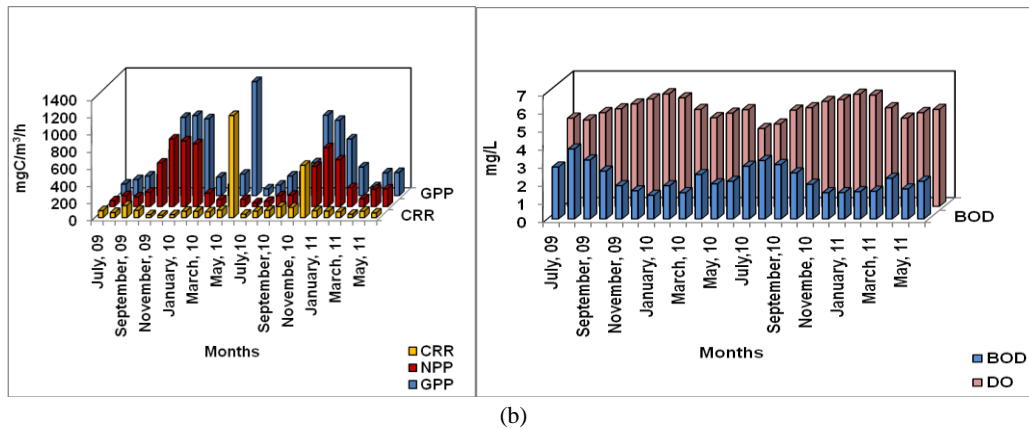 1400
1200
1000
800
600
400
200
0
mgC/m³/h
GPP
CRR
July, 09
September, 09
November, 09
January, 10
March, 10
May, 10
July,10
September,10
Novembe, 10
January, 11
March, 11
May, 11
Months
CRR
NPP
GPP
7
6
5
4
3
2
1
0
mg/L
BOD
July, 09
September, 09
November, 09
January, 10
March, 10
May, 10
July,10
September,10
Novembe, 10
January, 11
March, 11
May, 11
Months
BOD
DO
(b)